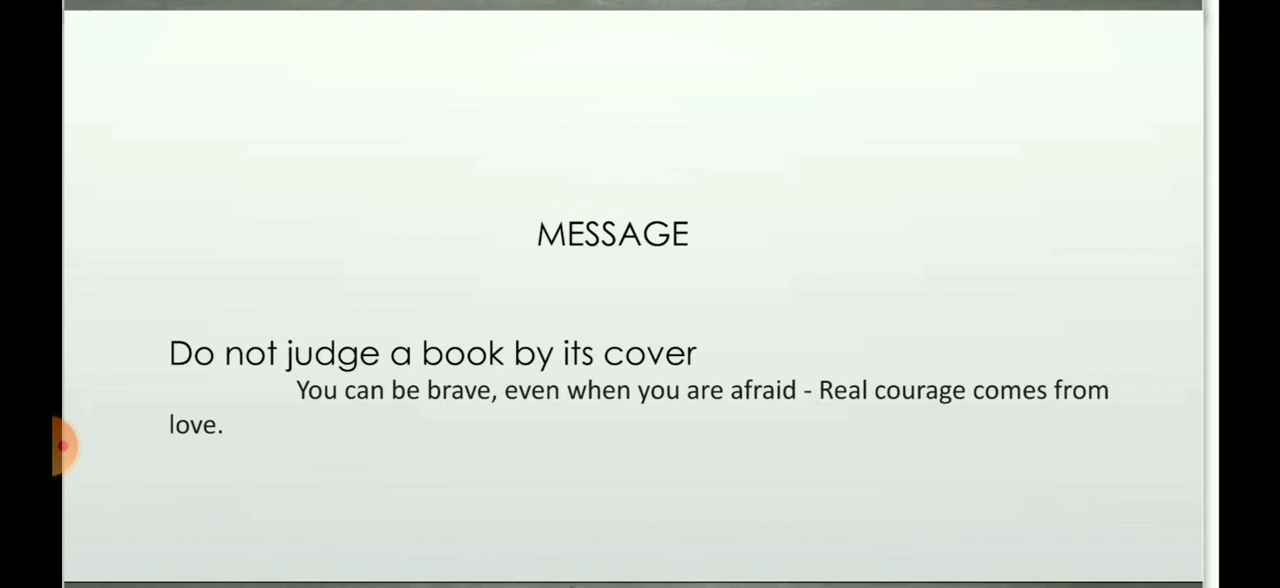 MESSAGE
Do not judge a book by its cover
You can be brave, even when you are afraid - Real courage comes from
love.